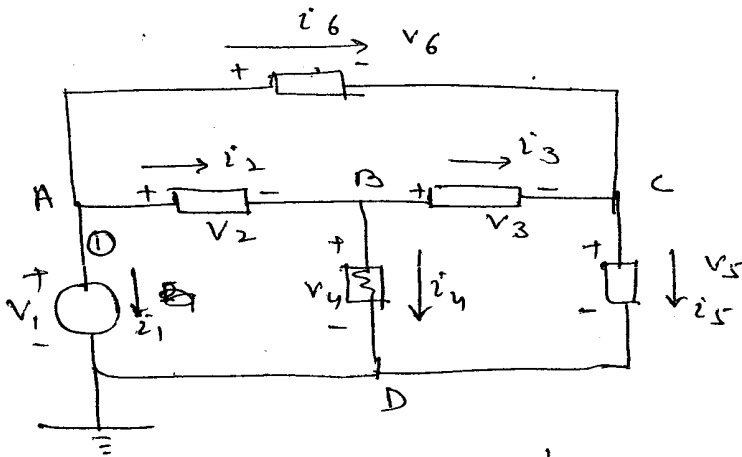 i6 v6
+ -
i2 i3
A + - B + - C
V2 V3
①
+ V1 - i1
+ V4 - i4
+ - V5 i5
D